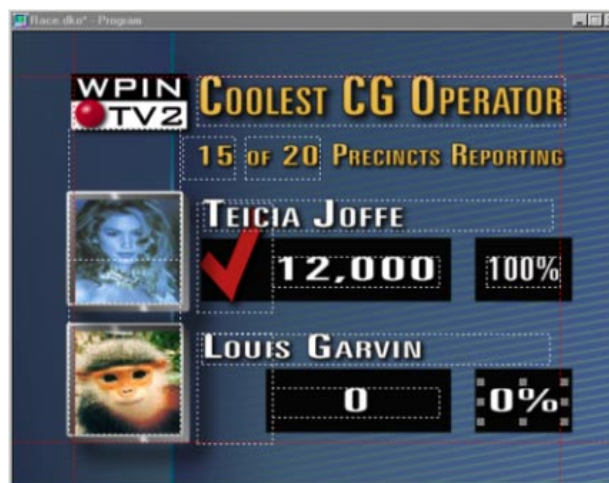 f1ace.dko* - Program
WPIN
TV2
COOLEST CG OPERATOR
15 OF 20 PRECINCTS REPORTING
TEICIA JOFFE
12,000
100%
LOUIS GARVIN
0
0%